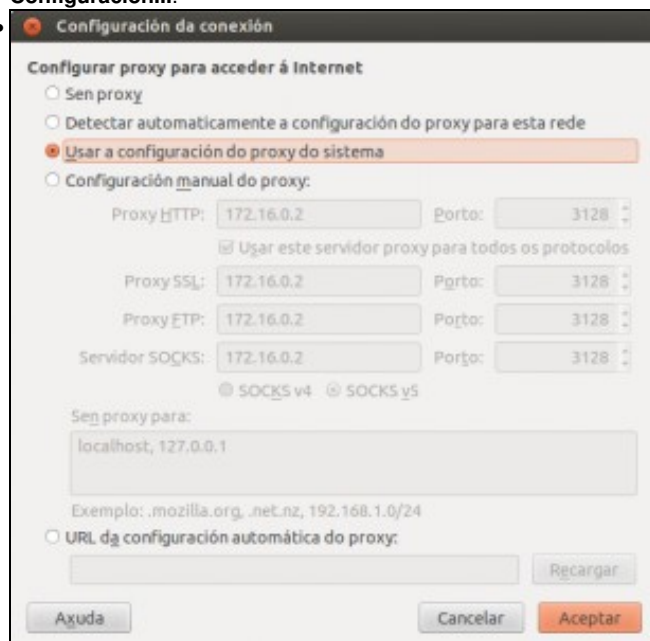 Configuración....
Configuración da conexión
Configurar proxy para acceder á Internet
Sen proxy
Detectar automaticamente a configuración do proxy para esta rede
Usar a configuración do proxy do sistema
Configuración manual do proxy:
Proxy HTTP: 172.16.0.2 Porto: 3128
Usar este servidor proxy para todos os protocolos
Proxy SSL: 172.16.0.2 Porto: 3128
Proxy FTP: 172.16.0.2 Porto: 3128
Servidor SOCKS: 172.16.0.2 Porto: 3128
SOCKS v4 SOCKS v5
Sen proxy para:
localhost, 127.0.0.1
Exemplo: .mozilla.org, .net.nz, 192.168.1.0/24
URL da configuración automática do proxy:
Recargar
Axuda Cancelar Aceptar